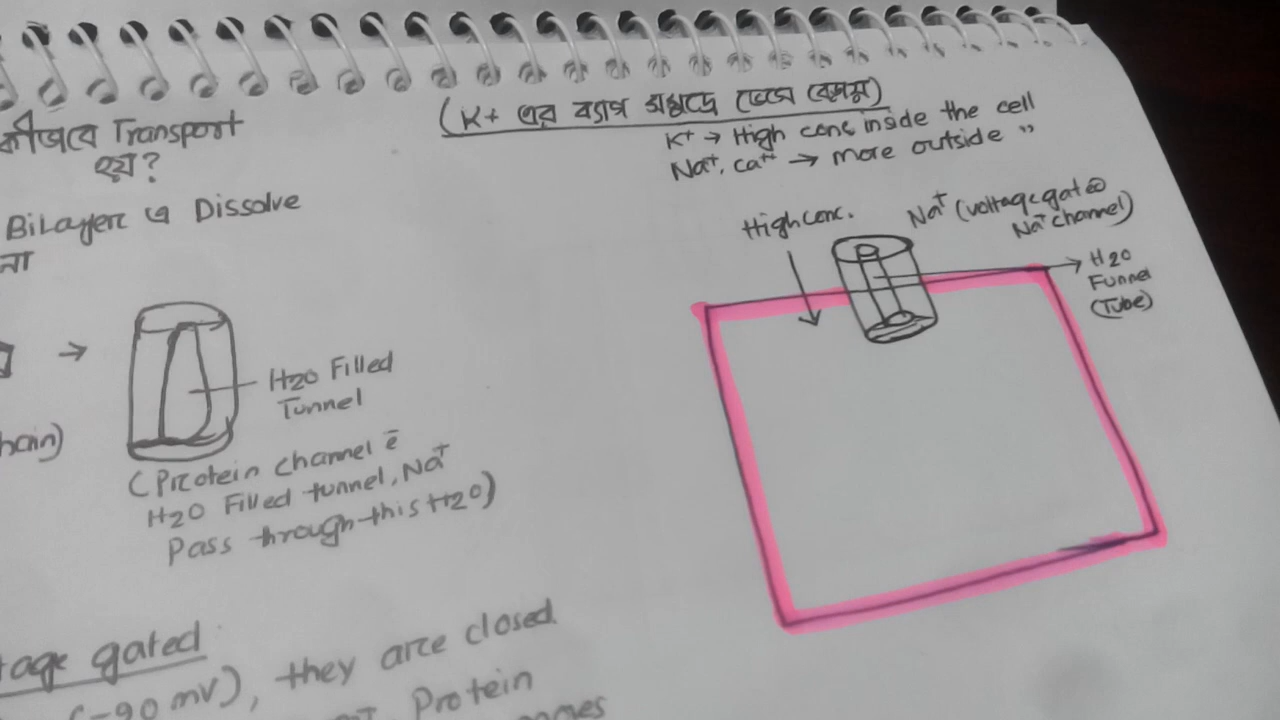 কীভাবে Transport
হয়?
BiLayer এ Dissolve
না
H2O Filled
Tunnel
(Protein channel ē
H2O Filled tunnel, Na+
Pass through this H2O)
tage gated
(-90 mV), they are closed.
Protein
(K+ এর ব্যাগ সমুদ্রে ভেসে বেড়ায়)
K+ → High conc inside the cell
Na+, Ca++ → more outside "
High conc.
Na+ (voltage gated
Na+ channel)
H2O
Funnel
(Tube)